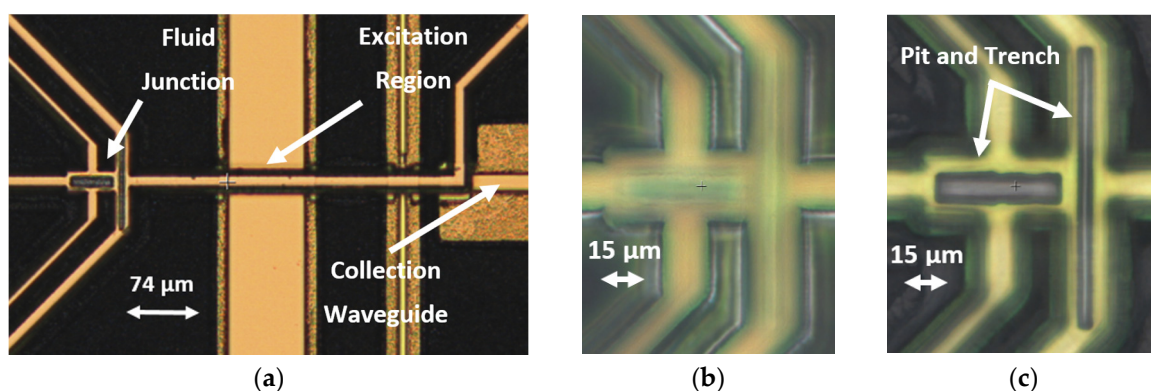 Fluid
Junction
Excitation
Region
74 μm
Collection
Waveguide
(a)
15 μm
(b)
Pit and Trench
15 μm
(c)